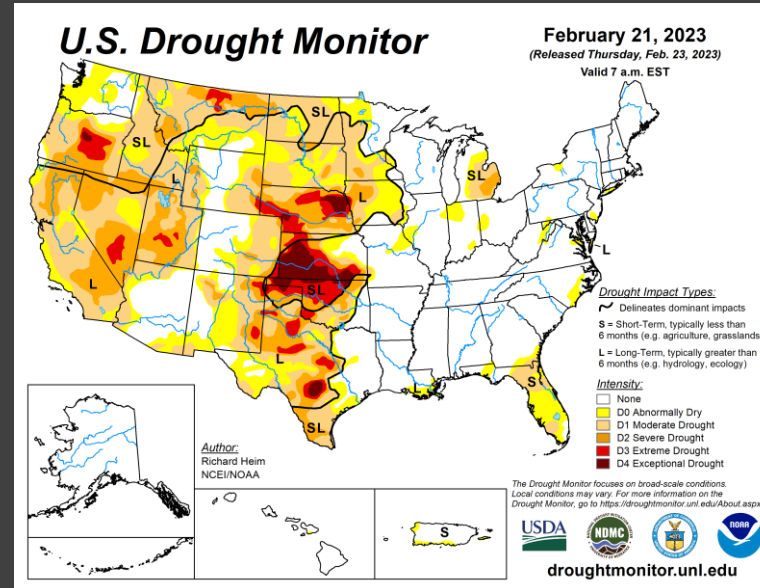 U.S. Drought Monitor
February 21, 2023
(Released Thursday, Feb. 23, 2023)
Valid 7 a.m. EST
SL
SL
SL
L
L
L
L
SL
L
SL
L
S
S
Drought Impact Types:
Delineates dominant impacts
S = Short-Term, typically less than
6 months (e.g. agriculture, grasslands
L = Long-Term, typically greater than
6 months (e.g. hydrology, ecology)
Intensity:
None
D0 Abnormally Dry
D1 Moderate Drought
D2 Severe Drought
D3 Extreme Drought
D4 Exceptional Drought
Author:
Richard Heim
NCEI/NOAA
The Drought Monitor focuses on broad-scale conditions.
Local conditions may vary. For more information on the
Drought Monitor, go to https://droughtmonitor.unl.edu/About.aspx
USDA
NDMC
NOAA
droughtmonitor.unl.edu